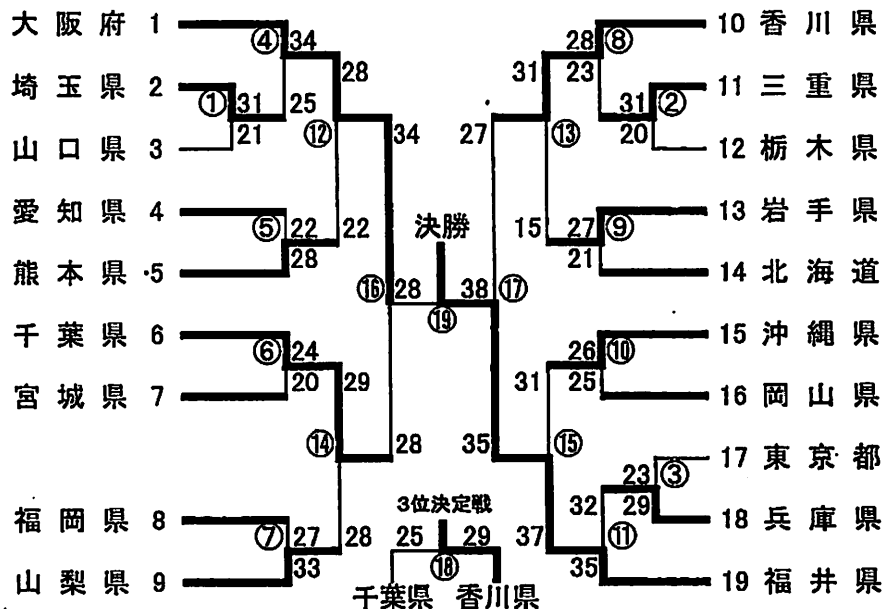 大阪府 1
埼玉県 2
山口県 3
愛知県 4
熊本県 5
千葉県 6
宮城県 7
福岡県 8
山梨県 9
④ 34
25
① 31
21
28
⑫
22
⑤ 22
28
34
⑯ 28
28
⑥ 24
20
29
⑭
28
⑦ 27
33
決勝
⑲
38 ⑰
27
35
31
⑬
15
28 ⑧
23
31 ②
20
27 ⑨
21
26 ⑩
25
31
⑮
37
23 ③
29
32
⑪
35
10 香川県
11 三重県
12 栃木県
13 岩手県
14 北海道
15 沖縄県
16 岡山県
17 東京都
18 兵庫県
19 福井県
3位決定戦
25 29
⑱
千葉県 香川県